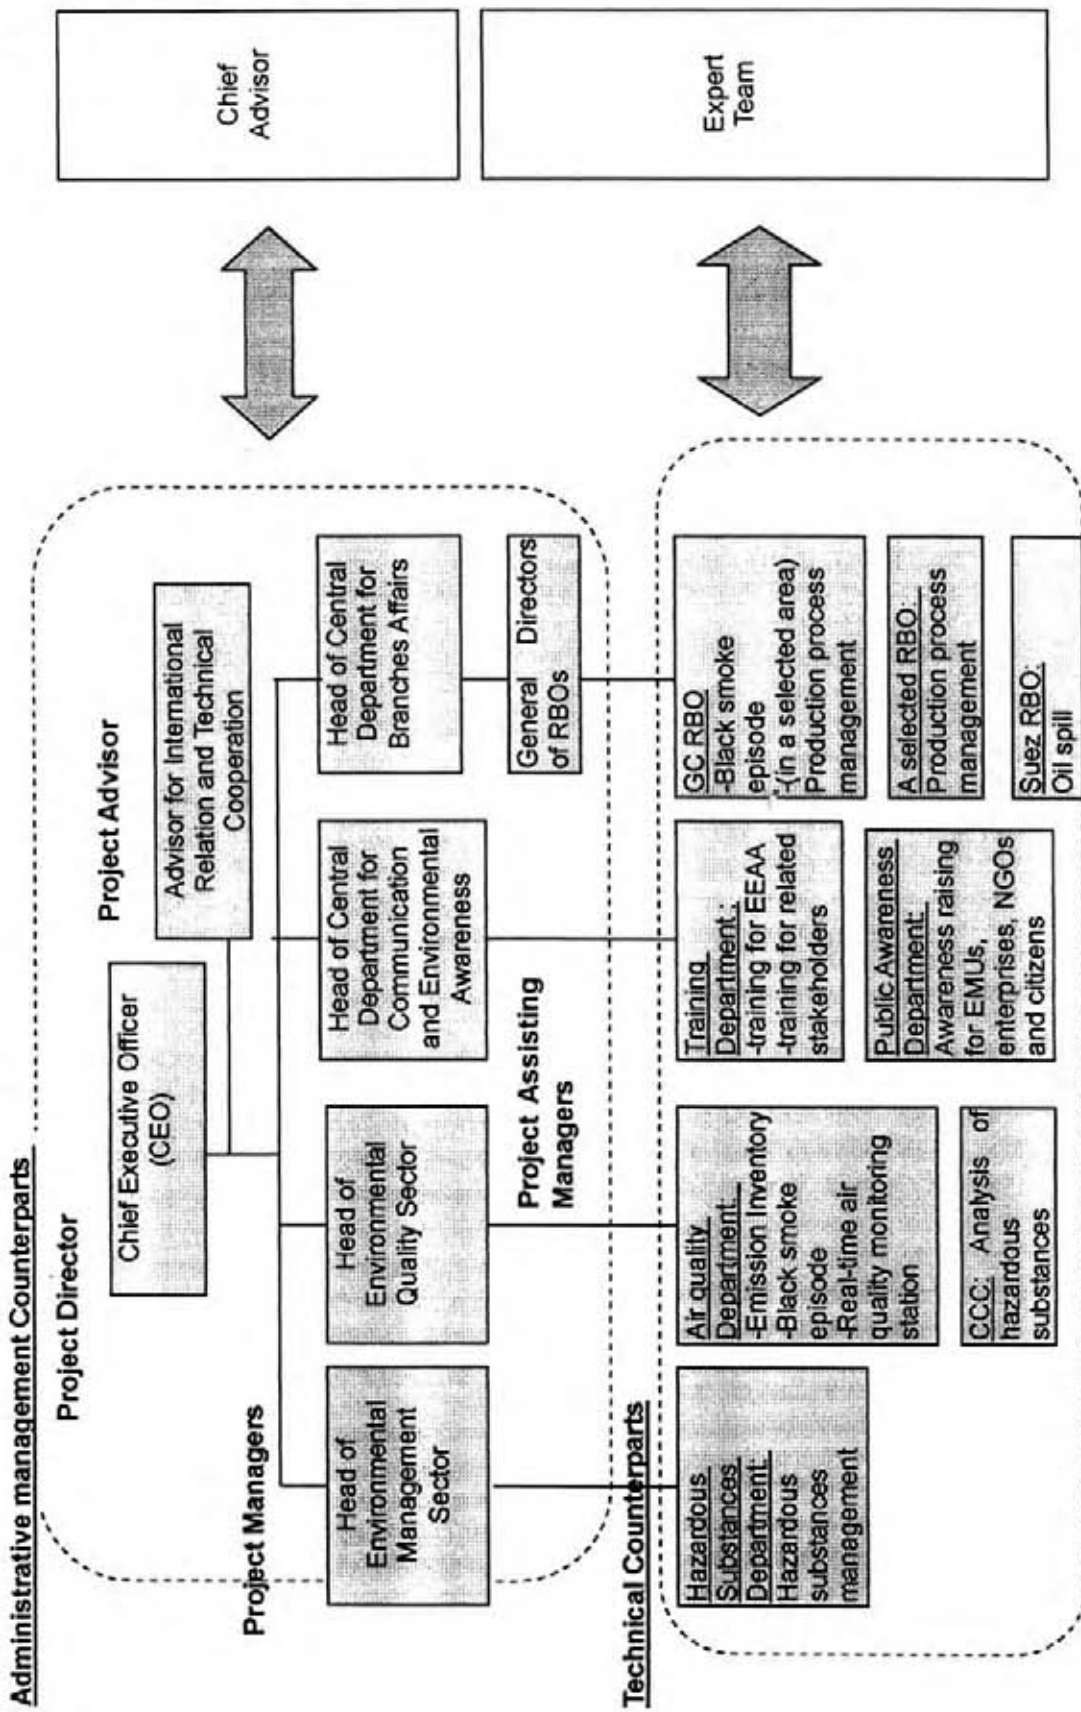 Administrative management Counterparts
Project Director
Chief Executive Officer
(CEO)
Project Advisor
Advisor for International
Relation and Technical
Cooperation
Project Managers
Head of
Environmental
Management
Sector
Head of
Environmental
Quality Sector
Head of Central
Department for
Communication
and Environmental
Awareness
Head of Central
Department for
Branches Affairs
General Directors
of RBOs
Project Assisting
Managers
Chief
Advisor
Technical Counterparts
Hazardous
Substances
Department:
Hazardous
substances
management
Air quality
Department:
-Emission Inventory
-Black smoke
episode
-Real-time air
quality monitoring
station
CCC: Analysis of
hazardous
substances
Training
Department :
-training for EEAA
-training for related
stakeholders
Public Awareness
Department:
Awareness raising
for EMUs,
enterprises, NGOs
and citizens
GC RBO
-Black smoke
episode
-(in a selected area)
Production process
management
A selected RBO:
Production process
management
Suez RBO:
Oil spill
Expert
Team